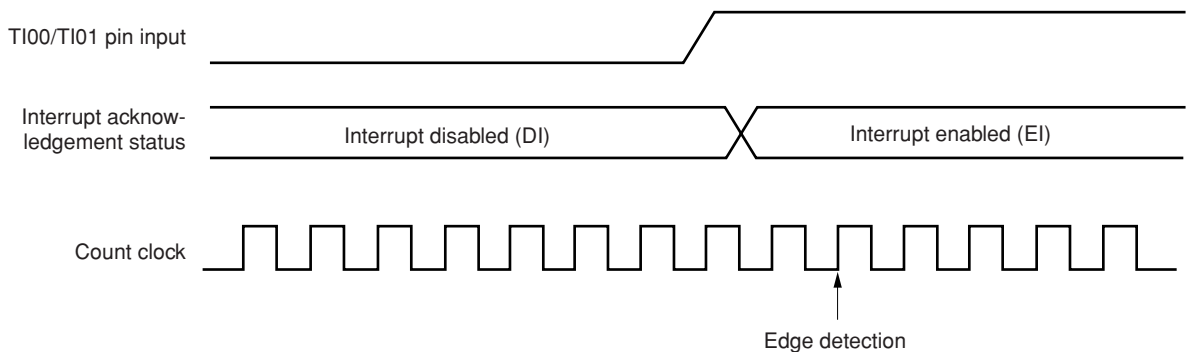 TI00/TI01 pin input
Interrupt acknow-
ledgement status
Interrupt disabled (DI)
Interrupt enabled (EI)
Count clock
Edge detection